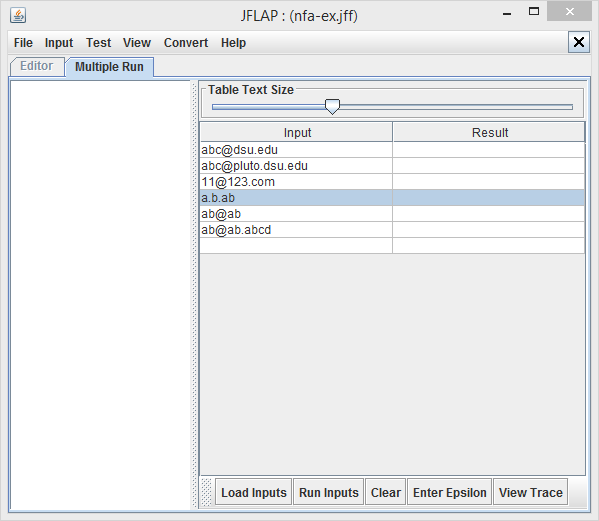 JFLAP : (nfa-ex.jff)
File Input Test View Convert Help
Editor Multiple Run
Table Text Size
Input Result
abc@dsu.edu
abc@pluto.dsu.edu
11@123.com
a.b.ab
ab@ab
ab@ab.abcd
Load Inputs Run Inputs Clear Enter Epsilon View Trace